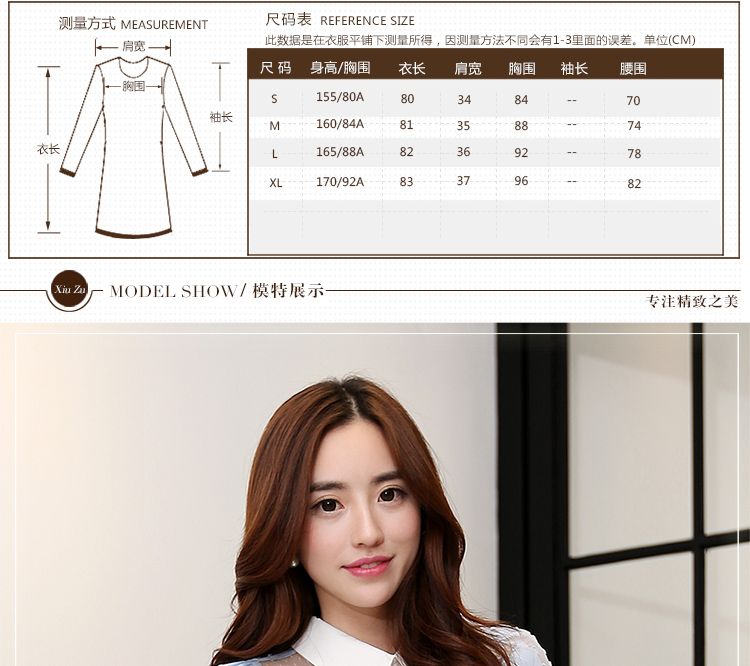 测量方式 MEASUREMENT
肩宽
胸围
袖长
衣长
尺码表 REFERENCE SIZE
此数据是在衣服平铺下测量所得，因测量方法不同会有1-3里面的误差。单位(CM)
尺 码 身高/胸围 衣长 肩宽 胸围 袖长 腰围
S 155/80A 80 34 84 -- 70
M 160/84A 81 35 88 -- 74
L 165/88A 82 36 92 -- 78
XL 170/92A 83 37 96 -- 82
Xiu Zu MODEL SHOW/ 模特展示
专注精致之美